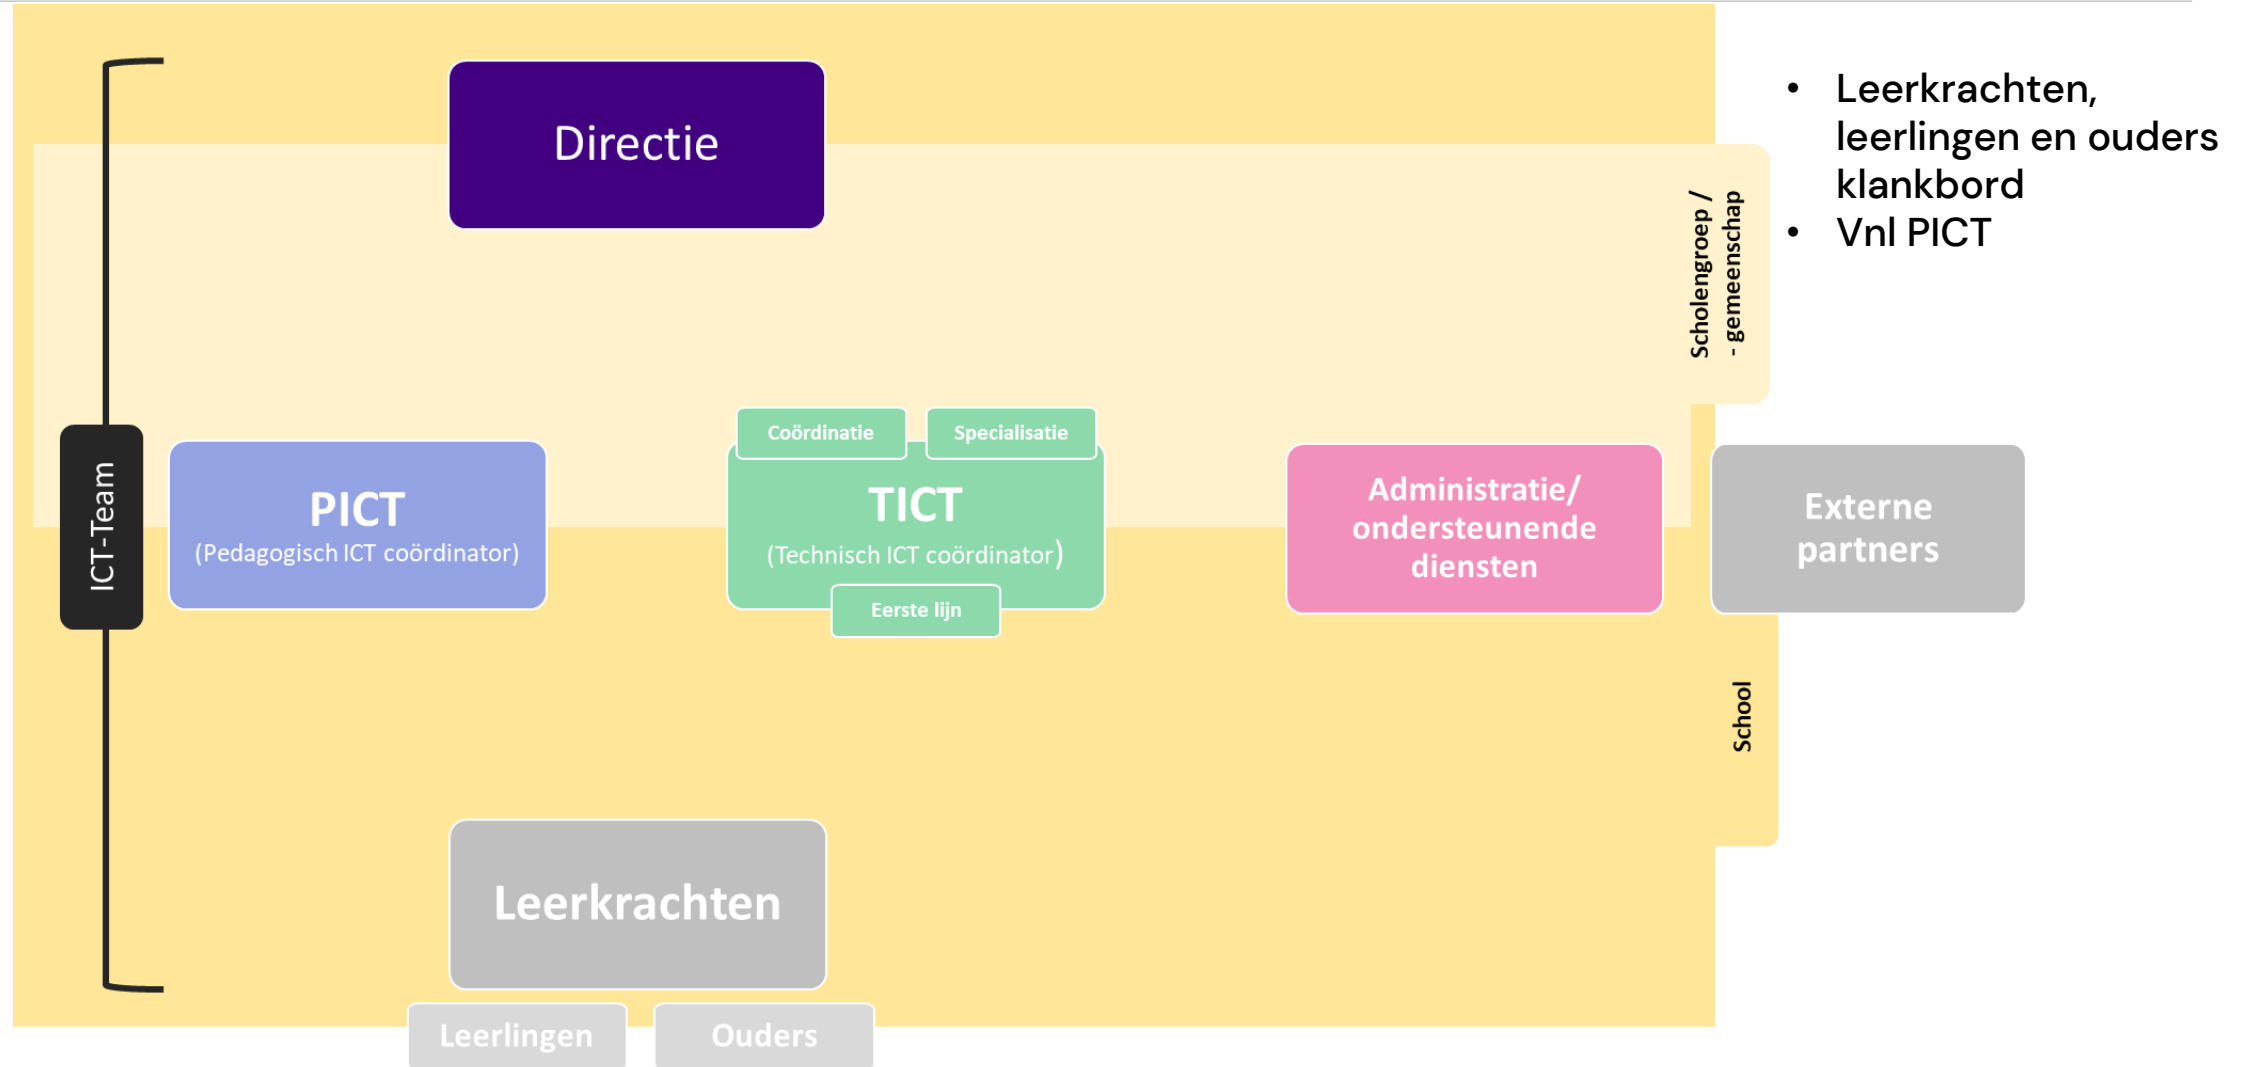 Directie
• Leerkrachten,
leerlingen en ouders
klankbord
• Vnl PICT
Scholengroep /
- gemeenschap
ICT-Team
PICT
(Pedagogisch ICT coördinator)
Coördinatie
Specialisatie
TICT
(Technisch ICT coördinator)
Eerste lijn
Administratie/
ondersteunende
diensten
Externe
partners
School
Leerkrachten
Leerlingen
Ouders